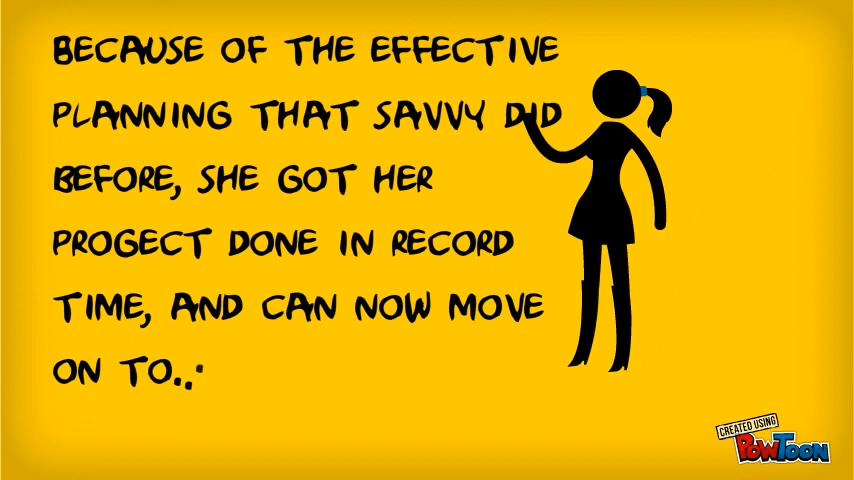 BECAUSE OF THE EFFECTIVE
PLANNING THAT SAVVY DID
BEFORE, SHE GOT HER
PROGECT DONE IN RECORD
TIME, AND CAN NOW MOVE
ON TO...
CREATED USING
POWTOON